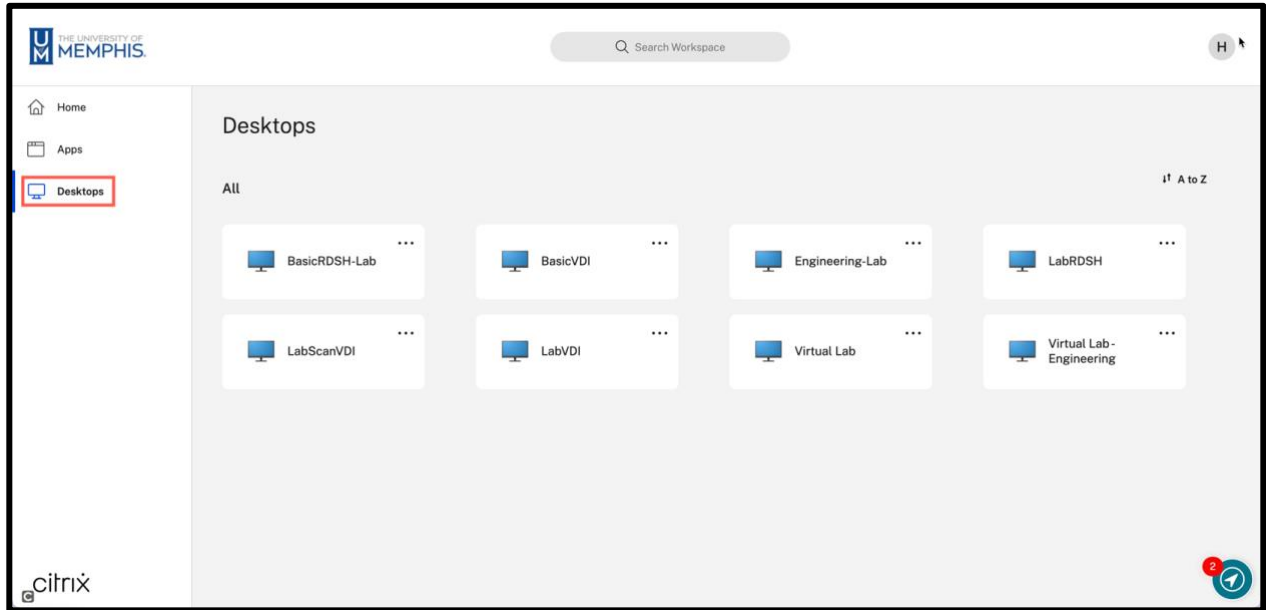 THE UNIVERSITY OF
MEMPHIS.
Search Workspace
H
Home
Apps
Desktops
Desktops
All
A to Z
BasicRDSH-Lab
BasicVDI
Engineering-Lab
LabRDSH
LabScanVDI
LabVDI
Virtual Lab
Virtual Lab-
Engineering
citrix
C
2